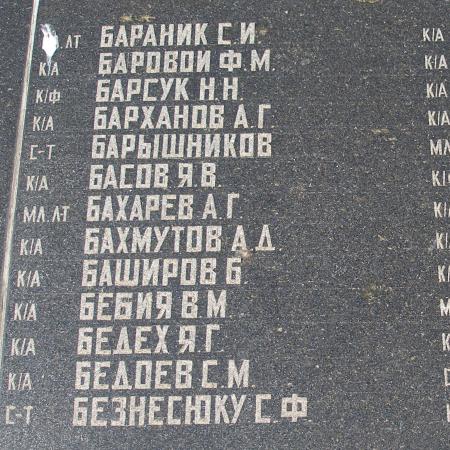 МЛ.ЛТ БАРАНИК С.И. К/А
К/А БАРОВОЙ Ф.М. К/А
К/Ф БАРСУК Н.Н. К/А
К/А БАРХАНОВ А.Г. К/А
С-Т БАРЫШНИКОВ
К/А БАСОВ Я.В.
МЛ.ЛТ БАХАРЕВ А.Г. К/А
К/А БАХМУТОВ А.Д. К/А
К/А БАШИРОВ Б. К/А
К/А БЕБИЯ В.М
К/А БЕДЕХ Я.Г.
К/А БЕДОЕВ С.М.
С-Т БЕЗНЕСЮКУ С.Ф